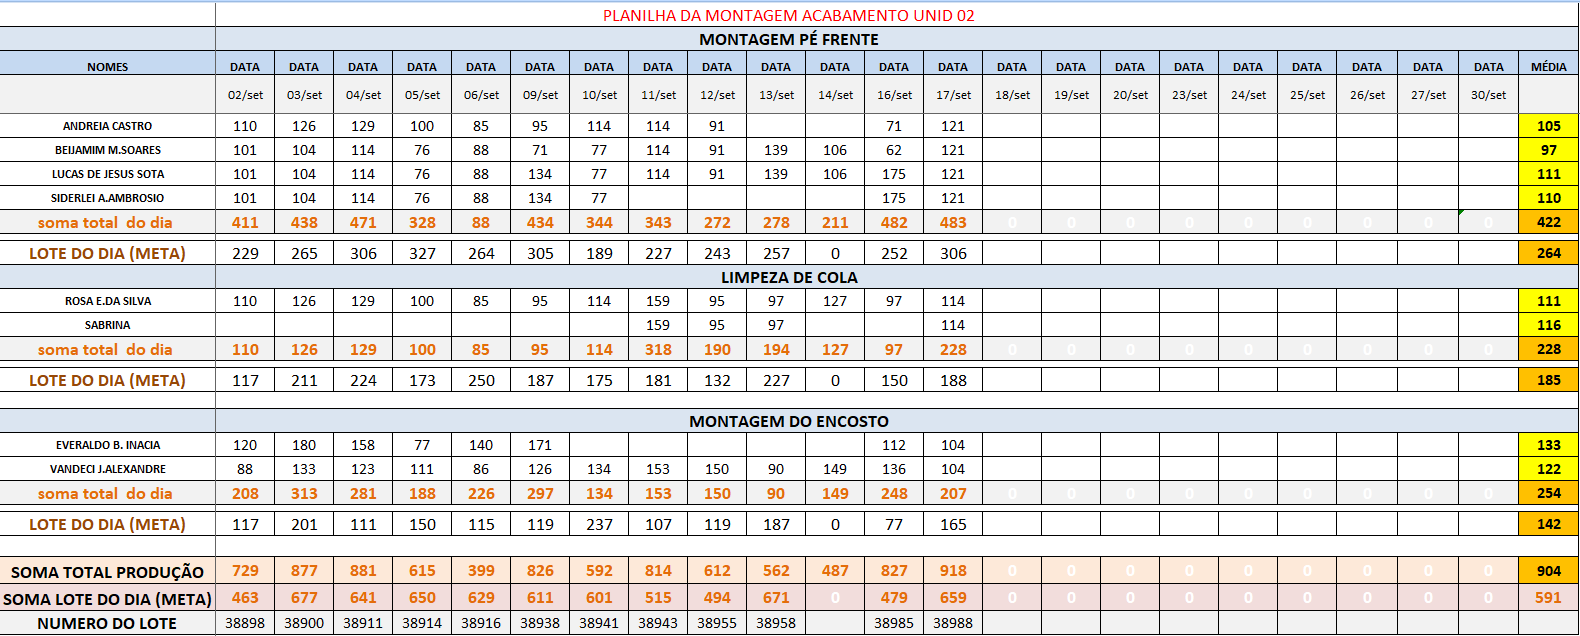 PLANILHA DA MONTAGEM ACABAMENTO UNID 02
MONTAGEM PÉ FRENTE
NOMES DATA DATA DATA DATA DATA DATA DATA DATA DATA DATA DATA DATA DATA DATA DATA DATA DATA DATA DATA DATA DATA DATA MÉDIA
02/set 03/set 04/set 05/set 06/set 09/set 10/set 11/set 12/set 13/set 14/set 16/set 17/set 18/set 19/set 20/set 23/set 24/set 25/set 26/set 27/set 30/set
ANDREIA CASTRO 110 126 129 100 85 95 114 114 91 71 121 105
BEIJAMIM M.SOARES 101 104 114 76 88 71 77 114 91 139 106 62 121 97
LUCAS DE JESUS SOTA 101 104 114 76 88 134 77 114 91 139 106 175 121 111
SIDERLEI A.AMBROSIO 101 104 114 76 88 134 77 175 121 110
soma total do dia 411 438 471 328 88 434 344 343 272 278 211 482 483 0 0 0 0 0 0 0 0 0 422
LOTE DO DIA (META) 229 265 306 327 264 305 189 227 243 257 0 252 306 264
LIMPEZA DE COLA
ROSA E.DA SILVA 110 126 129 100 85 95 114 159 95 97 127 97 114 111
SABRINA 159 95 97 114 116
soma total do dia 110 126 129 100 85 95 114 318 190 194 127 97 228 0 0 0 0 0 0 0 0 0 228
LOTE DO DIA (META) 117 211 224 173 250 187 175 181 132 227 0 150 188 185
MONTAGEM DO ENCOSTO
EVERALDO B. INACIA 120 180 158 77 140 171 112 104 133
VANDECI J.ALEXANDRE 88 133 123 111 86 126 134 153 150 90 149 136 104 122
soma total do dia 208 313 281 188 226 297 134 153 150 90 149 248 207 0 0 0 0 0 0 0 0 0 254
LOTE DO DIA (META) 117 201 111 150 115 119 237 107 119 187 0 77 165 142
SOMA TOTAL PRODUÇÃO 729 877 881 615 399 826 592 814 612 562 487 827 918 0 0 0 0 0 0 0 0 0 904
SOMA LOTE DO DIA (META) 463 677 641 650 629 611 601 515 494 671 0 479 659 0 0 0 0 0 0 0 0 0 591
NUMERO DO LOTE 38898 38900 38911 38914 38916 38938 38941 38943 38955 38958 38985 38988